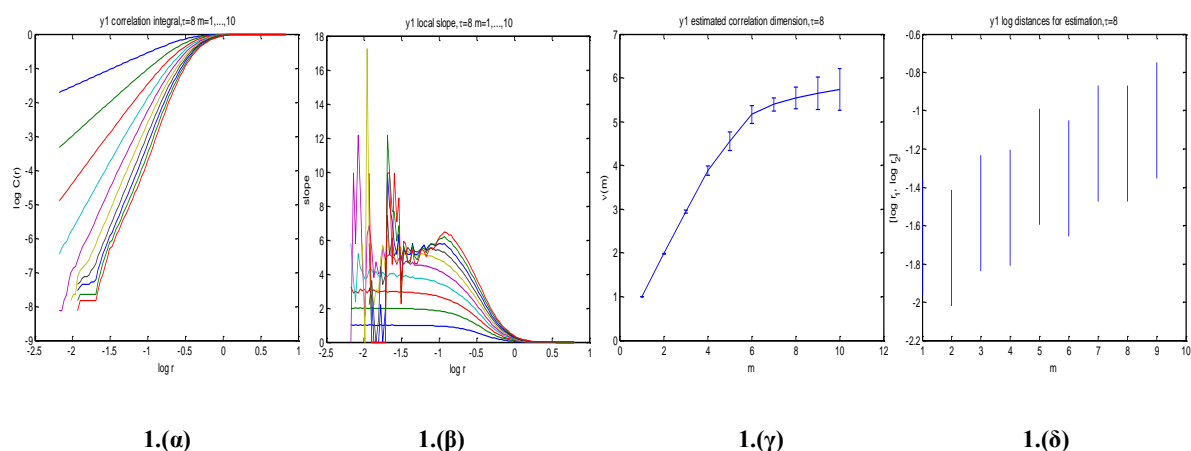 y1 correlation integral,τ=8 m=1,...,10
0
-1
-2
-3
-4
-5
-6
-7
-8
-9
log C(r)
-2.5 -2 -1.5 -1 -0.5 0 0.5 1
log r
y1 local slope, τ=8 m=1,...,10
18
16
14
12
10
8
6
4
2
0
slope
-2.5 -2 -1.5 -1 -0.5 0 0.5 1
log r
y1 estimated correlation dimension,τ=8
7
6
5
4
3
2
1
0
ν(m)
0 2 4 6 8 10 12
m
y1 log distances for estimation,τ=8
-0.6
-0.8
-1
-1.2
-1.4
-1.6
-1.8
-2
-2.2
[log r_1, log r_2]
1 2 3 4 5 6 7 8 9 10
m
1.(α) 1.(β) 1.(γ) 1.(δ)